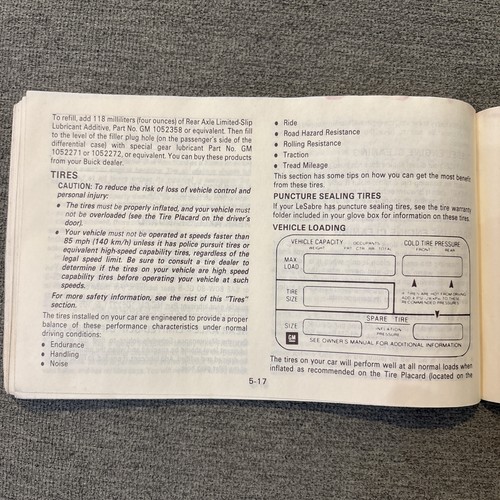 To refill, add 118 milliliters (four ounces) of Rear Axle Limited-Slip
Lubricant Additive, Part No. GM 1052358 or equivalent. Then fill
to the level of the filler plug hole (on the passenger's side of the
differential case) with special gear lubricant Part No. GM
1052271 or 1052272, or equivalent. You can buy these products
from your Buick dealer.
TIRES
CAUTION: To reduce the risk of loss of vehicle control and
personal injury:
• The tires must be properly inflated, and your vehicle must
not be overloaded (see the Tire Placard on the driver's
door).
• Your vehicle must not be operated at speeds faster than
85 mph (140 km/h) unless it has police pursuit tires or
equivalent high-speed capability tires, regardless of the
legal speed limit. Be sure to consult a tire dealer to
determine if the tires on your vehicle are high speed
capability tires before operating your vehicle at such
speeds.
For more safety information, see the rest of this "Tires"
section.
The tires installed on your car are engineered to provide a proper
balance of these performance characteristics under normal
driving conditions:
• Endurance
• Handling
• Noise
• Ride
• Road Hazard Resistance
• Rolling Resistance
• Traction
• Tread Mileage
This section has some tips on how you can get the most benefit
from these tires.
PUNCTURE SEALING TIRES
If your LeSabre has puncture sealing tires, see the tire warranty
folder included in your glove box for information on these tires.
VEHICLE LOADING
VEHICLE CAPACITY OCCUPANTS COLD TIRE PRESSURE
WEIGHT FRT CTR RR TOTAL FRONT REAR
MAX
LOAD
TIRE
SIZE
SPARE TIRE
SIZE INFLATION
PRESSURE
GM SEE OWNER'S MANUAL FOR ADDITIONAL INFORMATION
The tires on your car will perform well at all normal loads when
inflated as recommended on the Tire Placard (located on the
5-17